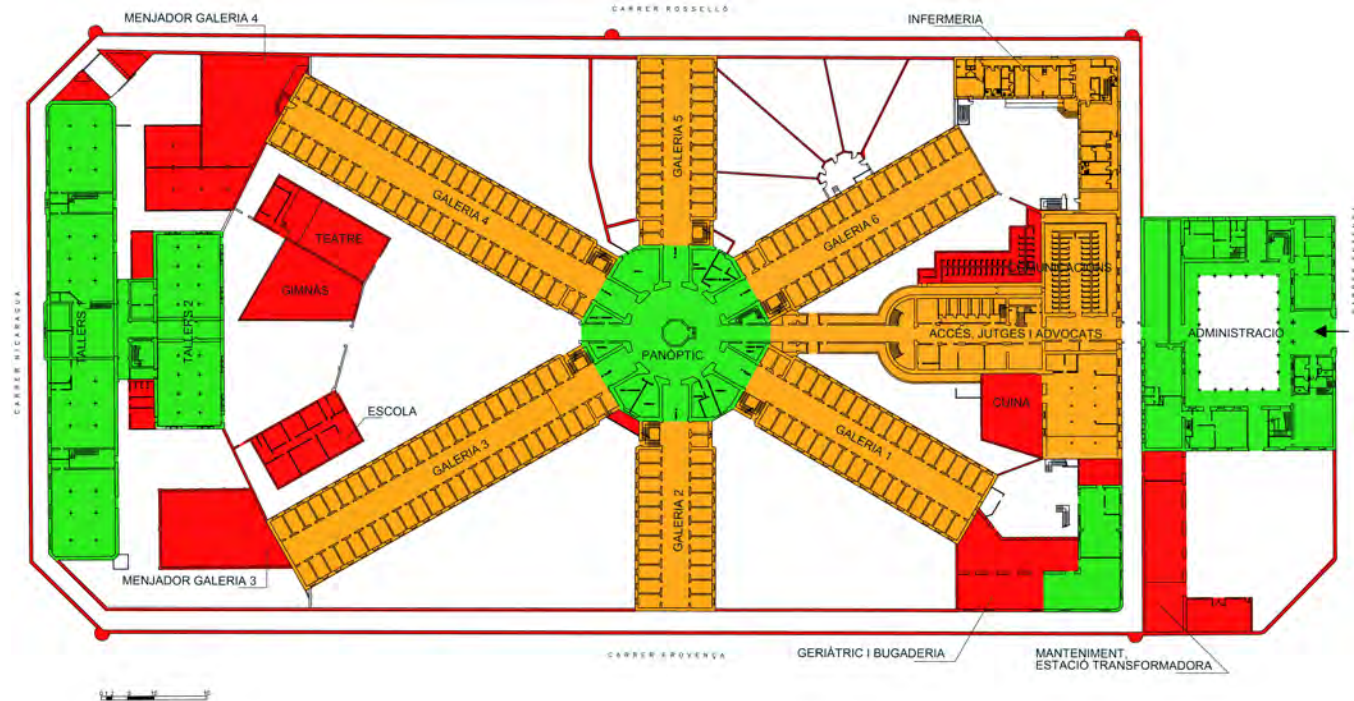 CARRER ROSSELLÓ
MENJADOR GALERIA 4
INFERMERIA
GALERIA 5
GALERIA 4
GALERIA 6
TEATRE
GIMNÀS
COMUNICACIONS
TALLERS 1
TALLERS 2
PANÒPTIC
ACCÉS, JUTGES I ADVOCATS
ADMINISTRACIÓ
CARRER NICARAGUA
CUINA
ESCOLA
GALERIA 3
GALERIA 2
GALERIA 1
MENJADOR GALERIA 3
GERIÀTRIC I BUGADERIA
MANTENIMENT,
ESTACIÓ TRANSFORMADORA
CARRER PROVENÇA